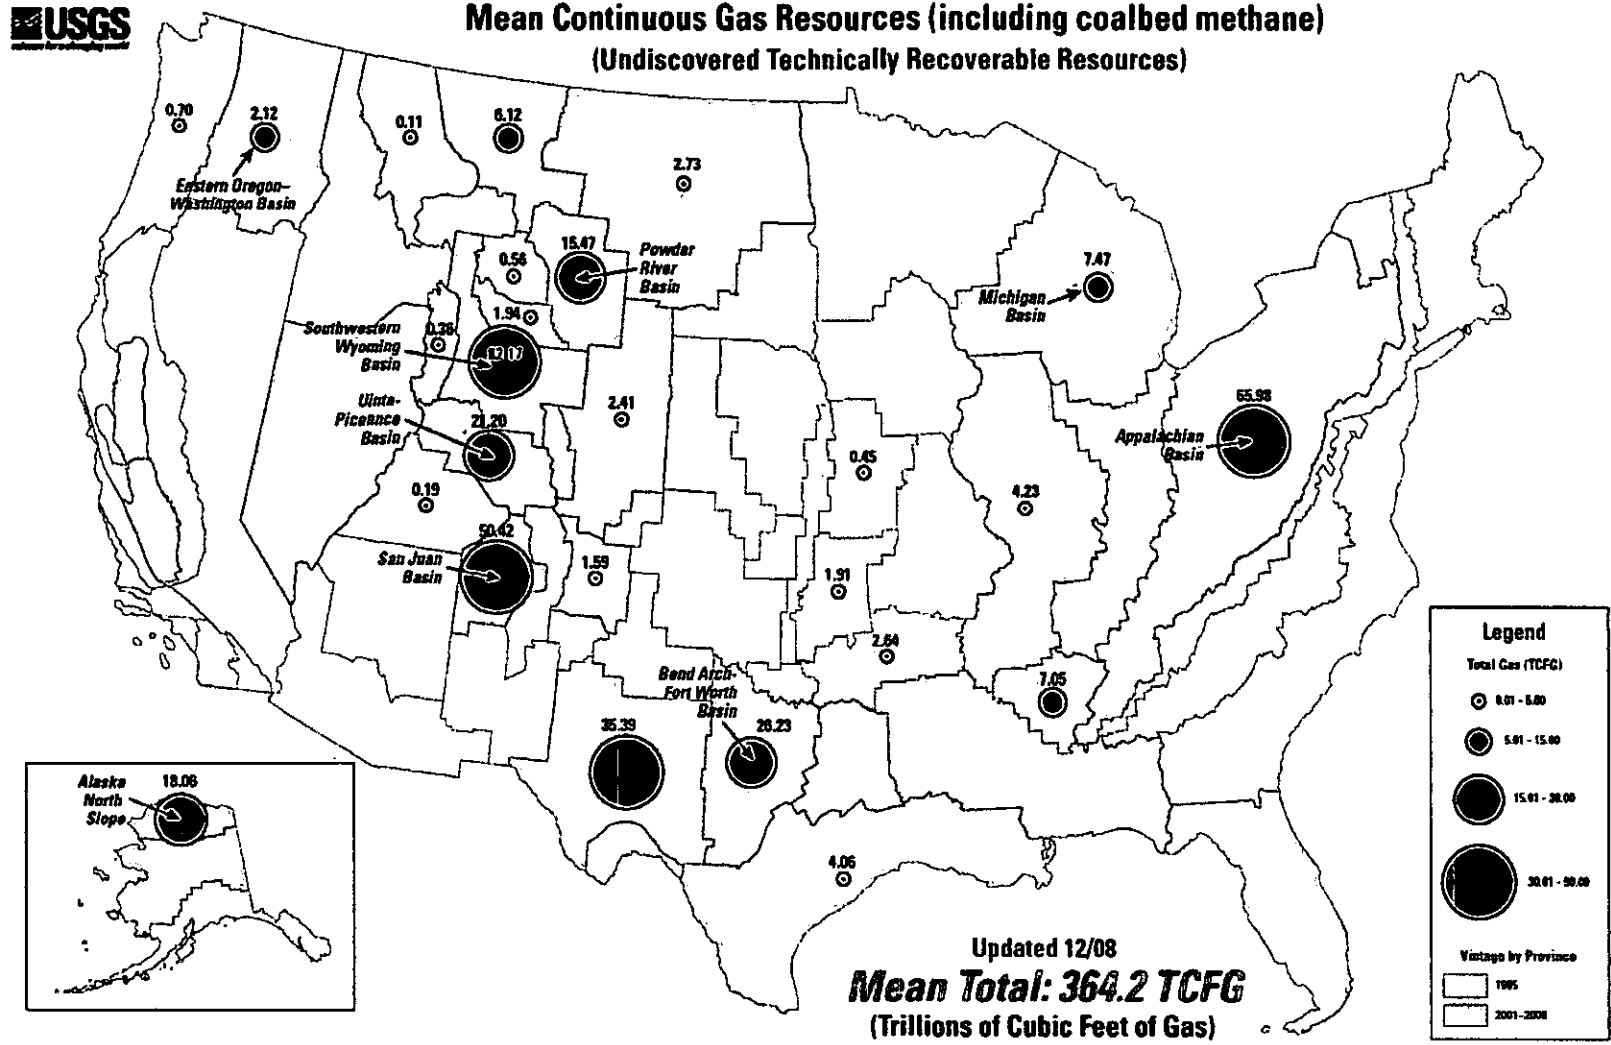 USGS
science for a changing world
Mean Continuous Gas Resources (including coalbed methane)
(Undiscovered Technically Recoverable Resources)
0.70
2.12
0.11
6.12
2.73
Eastern Oregon–
Washington Basin
0.56
15.47
Powder
River
Basin
7.47
Michigan
Basin
1.94
Southwestern
Wyoming
Basin
0.36
Uinta-
Piceance
Basin
21.20
2.41
65.98
Appalachian
Basin
0.45
0.19
4.23
50.42
San Juan
Basin
1.59
1.91
2.64
Bend Arch-
Fort Worth
Basin
7.05
35.39
26.23
4.06
Alaska
North
Slope
18.06
Updated 12/08
Mean Total: 364.2 TCFG
(Trillions of Cubic Feet of Gas)
Legend
Total Gas (TCFG)
Vintage by Province
1995